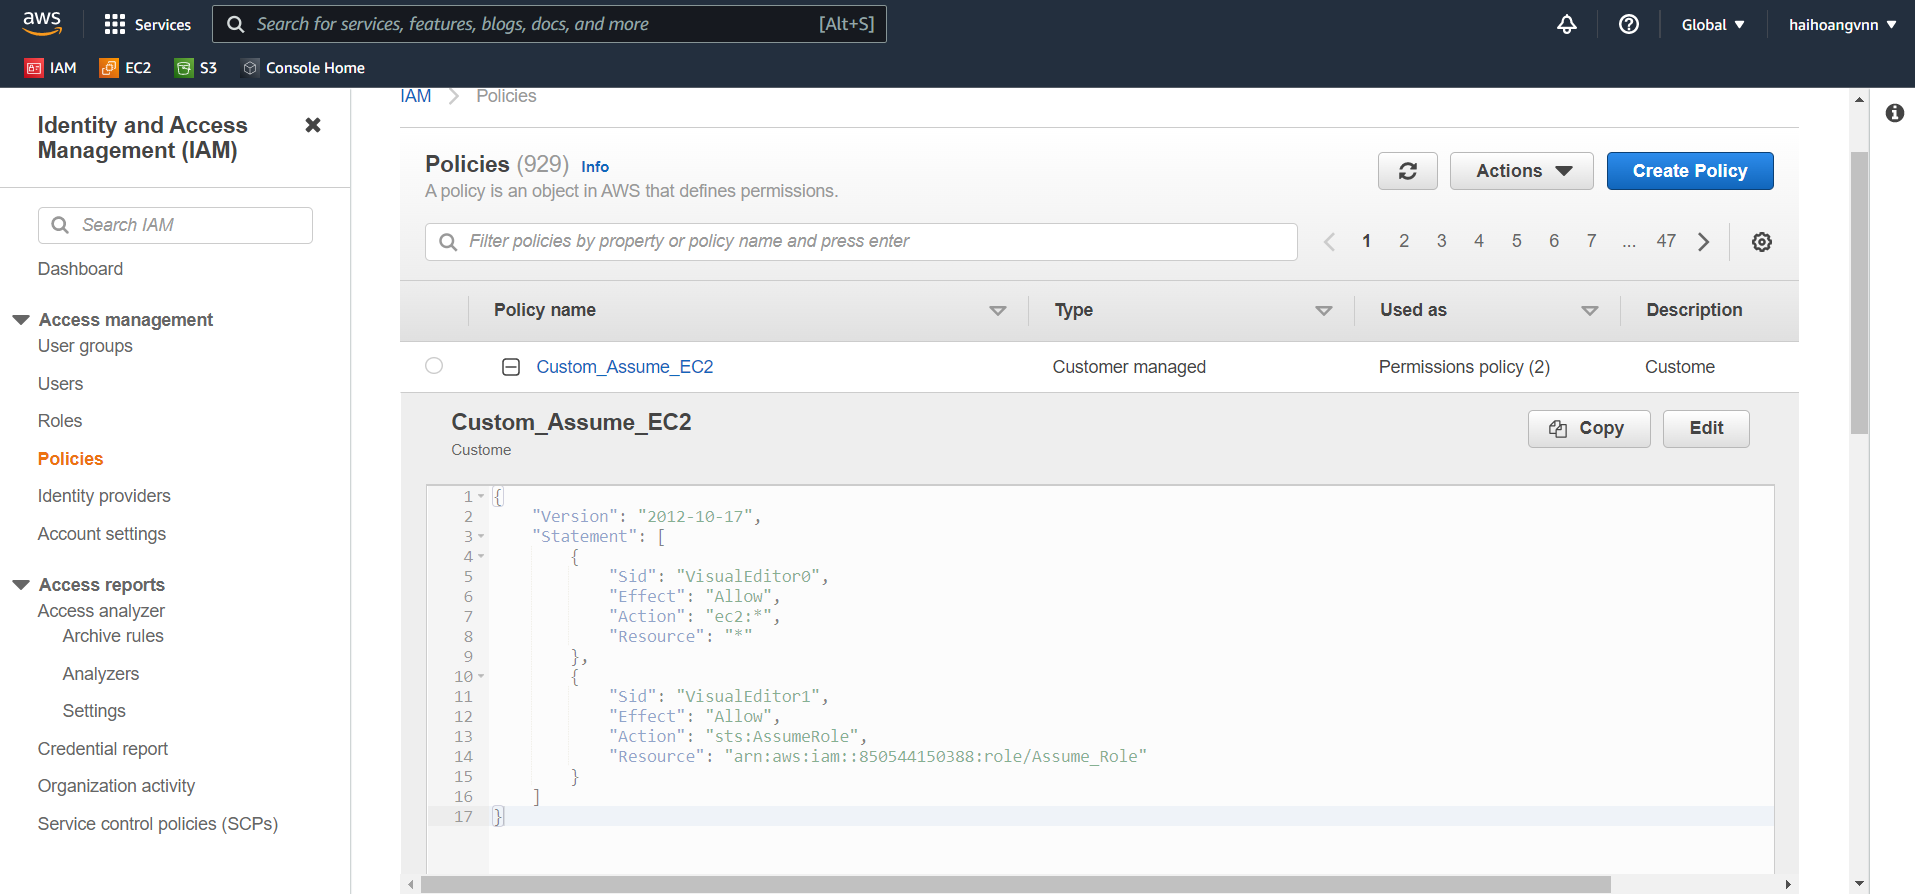 aws
Services
Search for services, features, blogs, docs, and more
[Alt+S]
Global
haihoangvnn
IAM
EC2
S3
Console Home
Identity and Access
Management (IAM)
Search IAM
Dashboard
Access management
User groups
Users
Roles
Policies
Identity providers
Account settings
Access reports
Access analyzer
Archive rules
Analyzers
Settings
Credential report
Organization activity
Service control policies (SCPs)
IAM > Policies
Policies (929) Info
A policy is an object in AWS that defines permissions.
Actions
Create Policy
Filter policies by property or policy name and press enter
1 2 3 4 5 6 7 ... 47
Policy name Type Used as Description
Custom_Assume_EC2 Customer managed Permissions policy (2) Custome
Custom_Assume_EC2
Custome
Copy
Edit
1 {
2     "Version": "2012-10-17",
3     "Statement": [
4         {
5             "Sid": "VisualEditor0",
6             "Effect": "Allow",
7             "Action": "ec2:*",
8             "Resource": "*"
9         },
10         {
11             "Sid": "VisualEditor1",
12             "Effect": "Allow",
13             "Action": "sts:AssumeRole",
14             "Resource": "arn:aws:iam::850544150388:role/Assume_Role"
15         }
16     ]
17 }